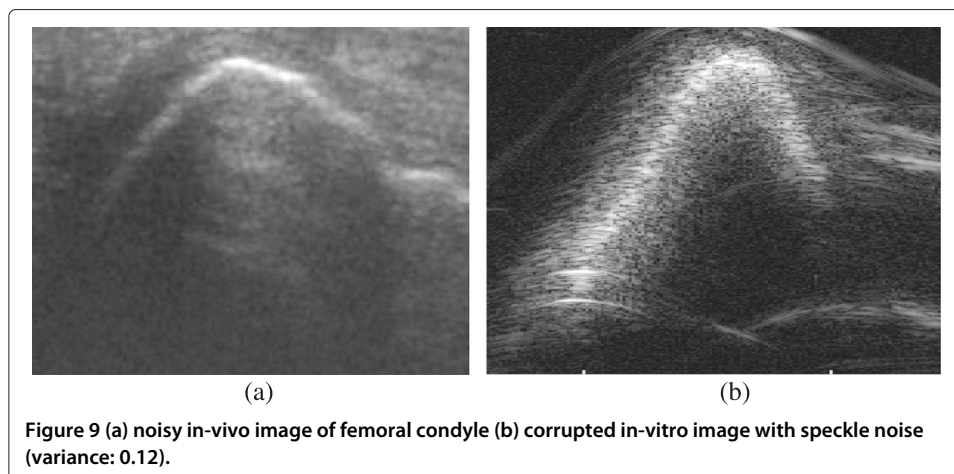 (a)
(b)
Figure 9 (a) noisy in-vivo image of femoral condyle (b) corrupted in-vitro image with speckle noise
(variance: 0.12).